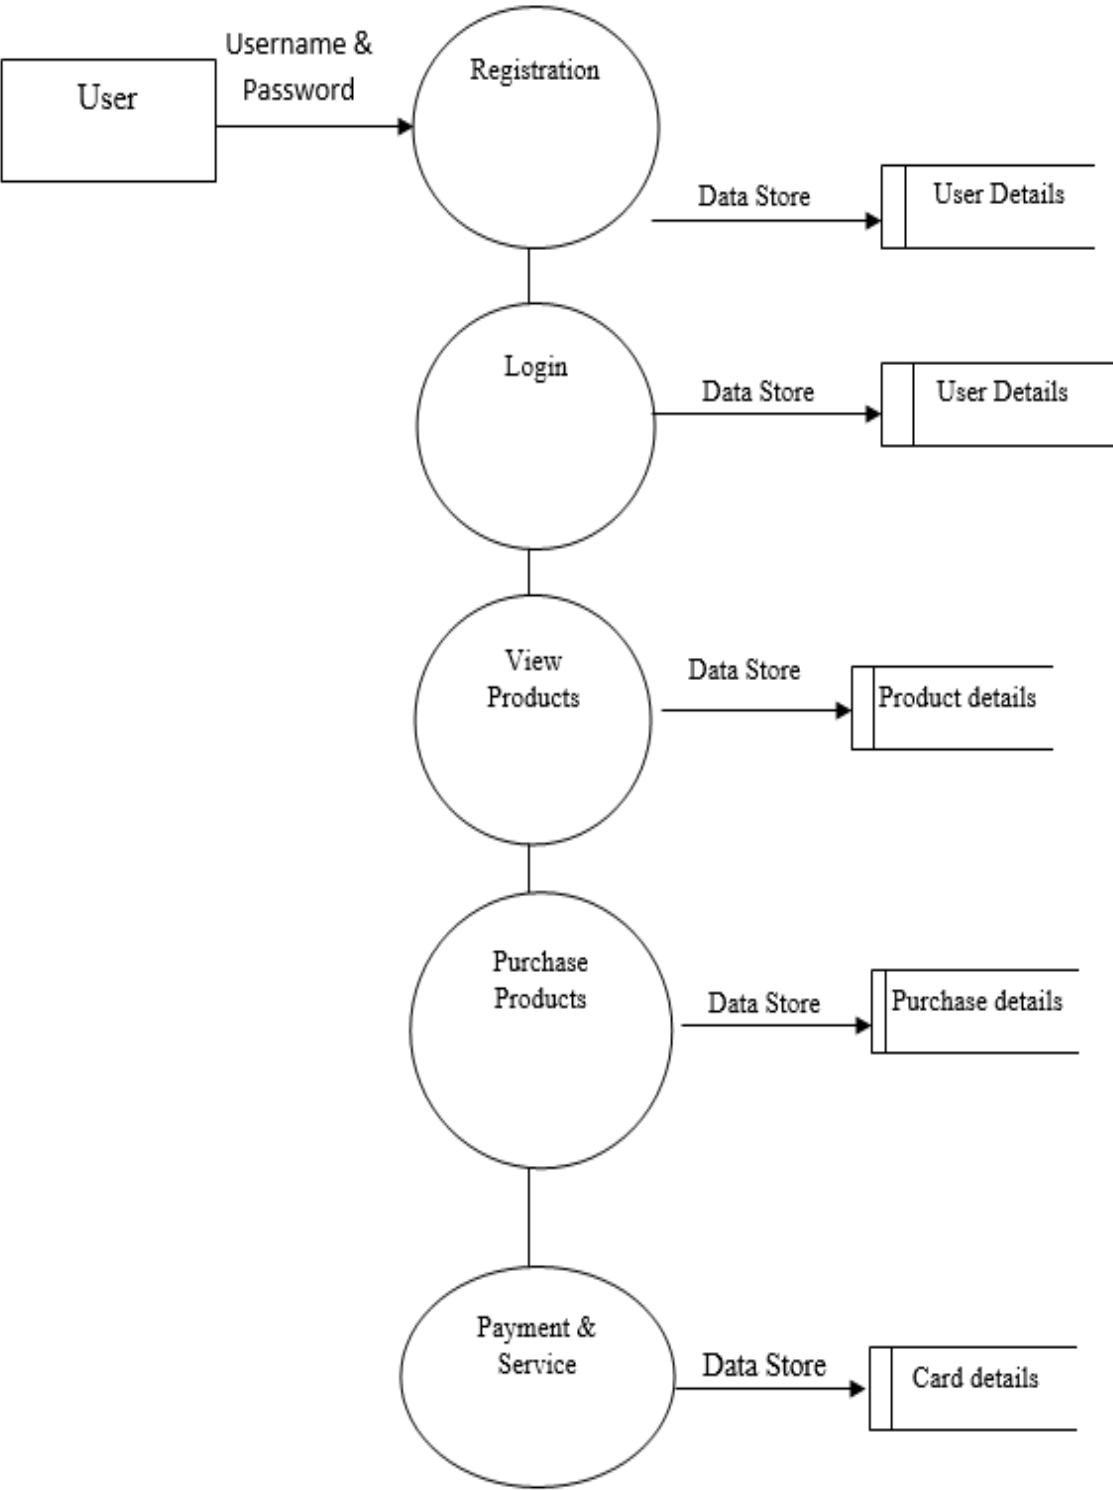 User
Username &
Password
Registration
Data Store
User Details
Login
Data Store
User Details
View
Products
Data Store
Product details
Purchase
Products
Data Store
Purchase details
Payment &
Service
Data Store
Card details